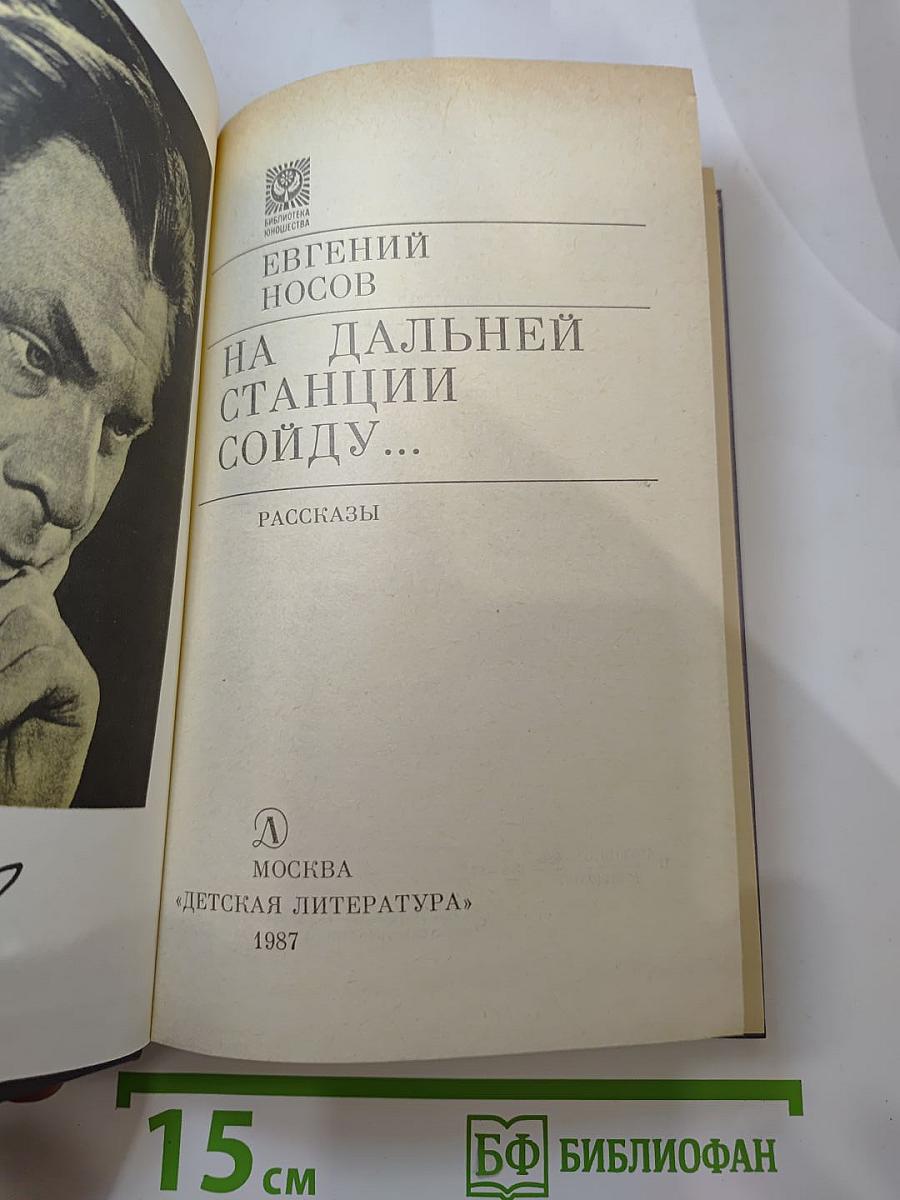 БИБЛИОТЕКА
ЮНОШЕСТВА
ЕВГЕНИЙ
НОСОВ
НА ДАЛЬНЕЙ
СТАНЦИИ
СОЙДУ...
РАССКАЗЫ
МОСКВА
«ДЕТСКАЯ ЛИТЕРАТУРА»
1987
15 см
БФ БИБЛИОФАН